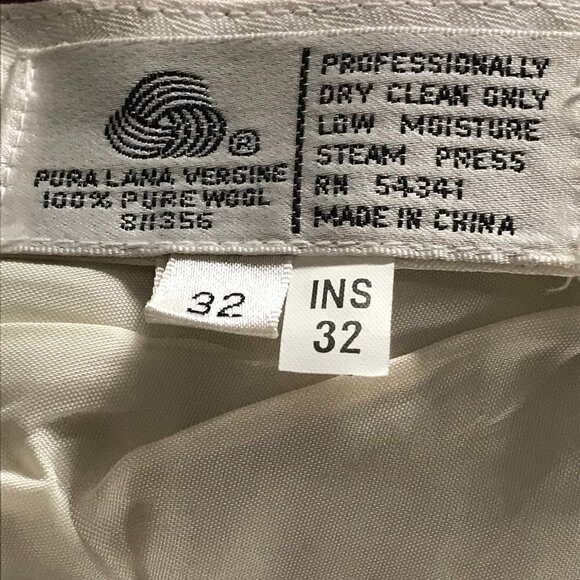 ®
PURA LANA VERGINE
100% PURE WOOL
811356
PROFESSIONALLY
DRY CLEAN ONLY
LOW MOISTURE
STEAM PRESS
RN 54341
MADE IN CHINA
32
INS
32